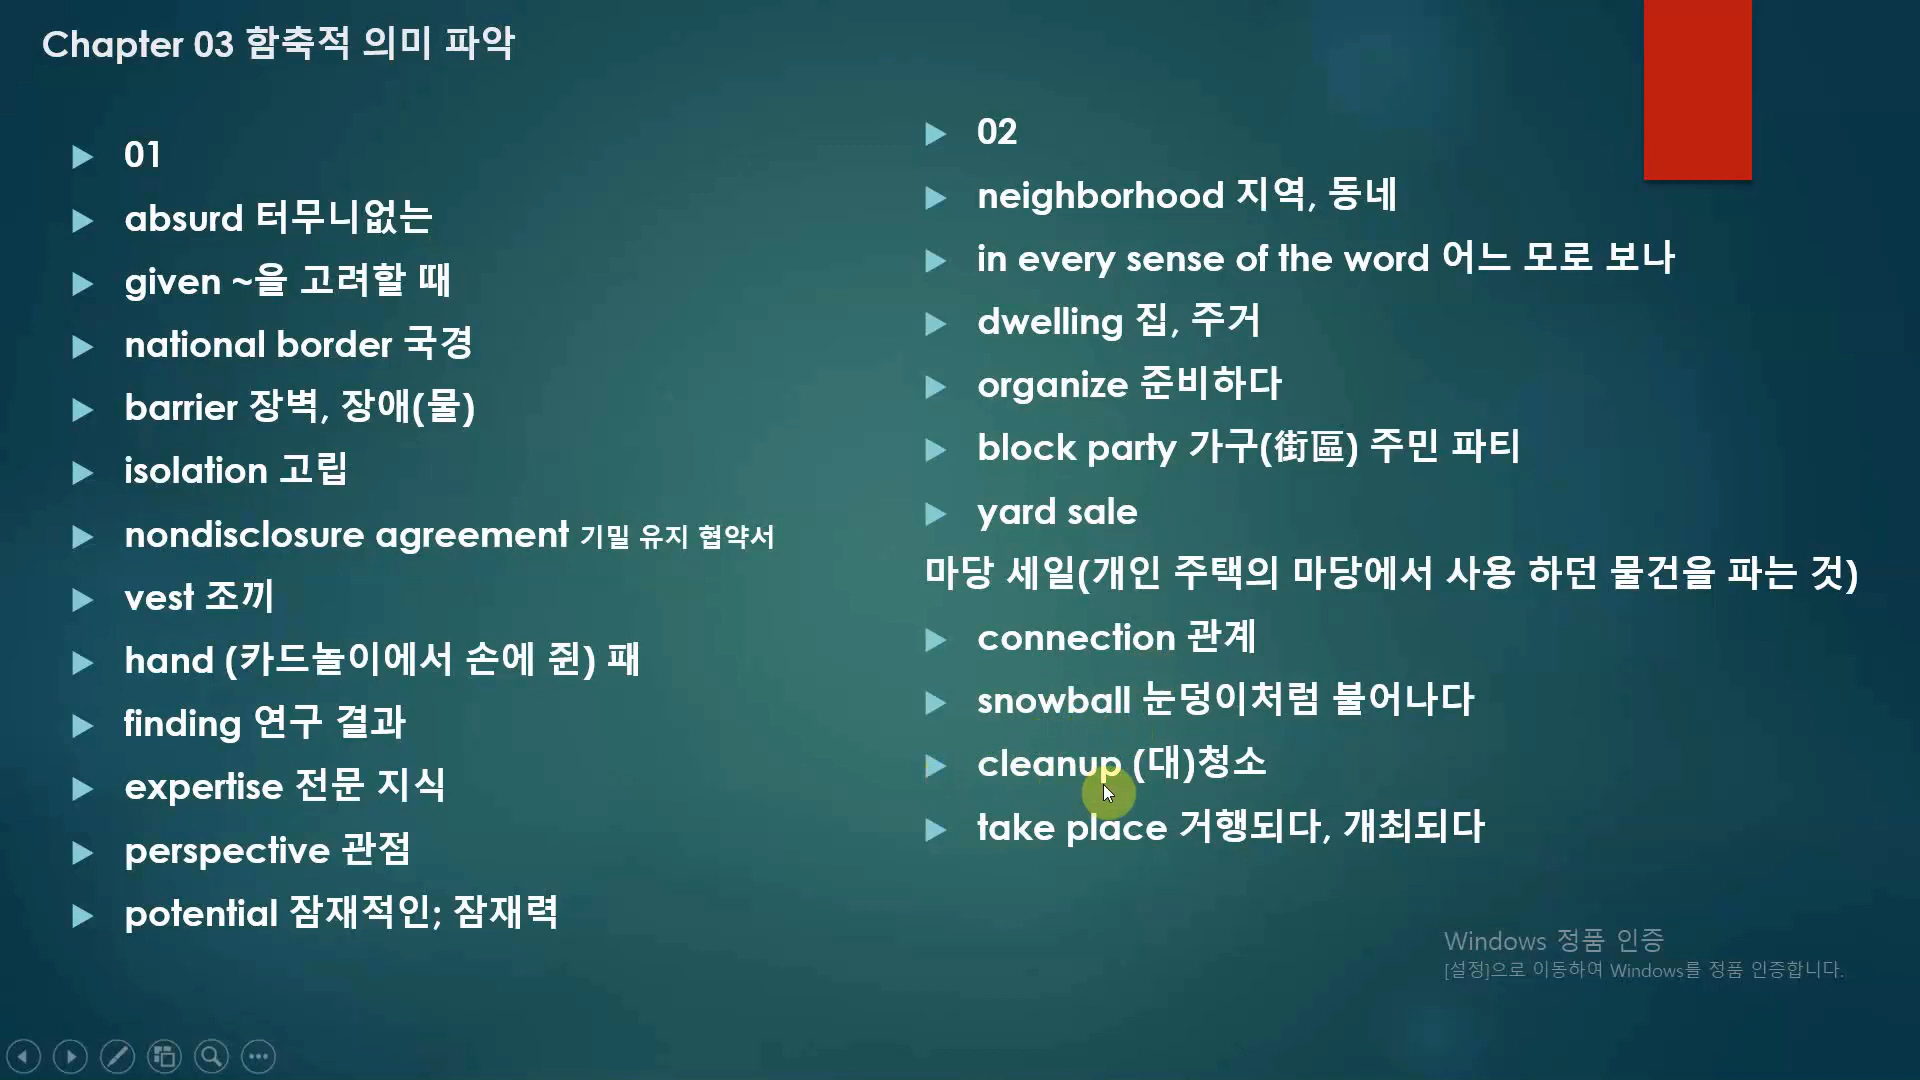 Chapter 03 함축적 의미 파악
01
absurd 터무니없는
given ~을 고려할 때
national border 국경
barrier 장벽, 장애(물)
isolation 고립
nondisclosure agreement 기밀 유지 협약서
vest 조끼
hand (카드놀이에서 손에 쥔) 패
finding 연구 결과
expertise 전문 지식
perspective 관점
potential 잠재적인; 잠재력
02
neighborhood 지역, 동네
in every sense of the word 어느 모로 보나
dwelling 집, 주거
organize 준비하다
block party 가구(街區) 주민 파티
yard sale
마당 세일(개인 주택의 마당에서 사용 하던 물건을 파는 것)
connection 관계
snowball 눈덩이처럼 불어나다
cleanup (대)청소
take place 거행되다, 개최되다
Windows 정품 인증
[설정]으로 이동하여 Windows를 정품 인증합니다.